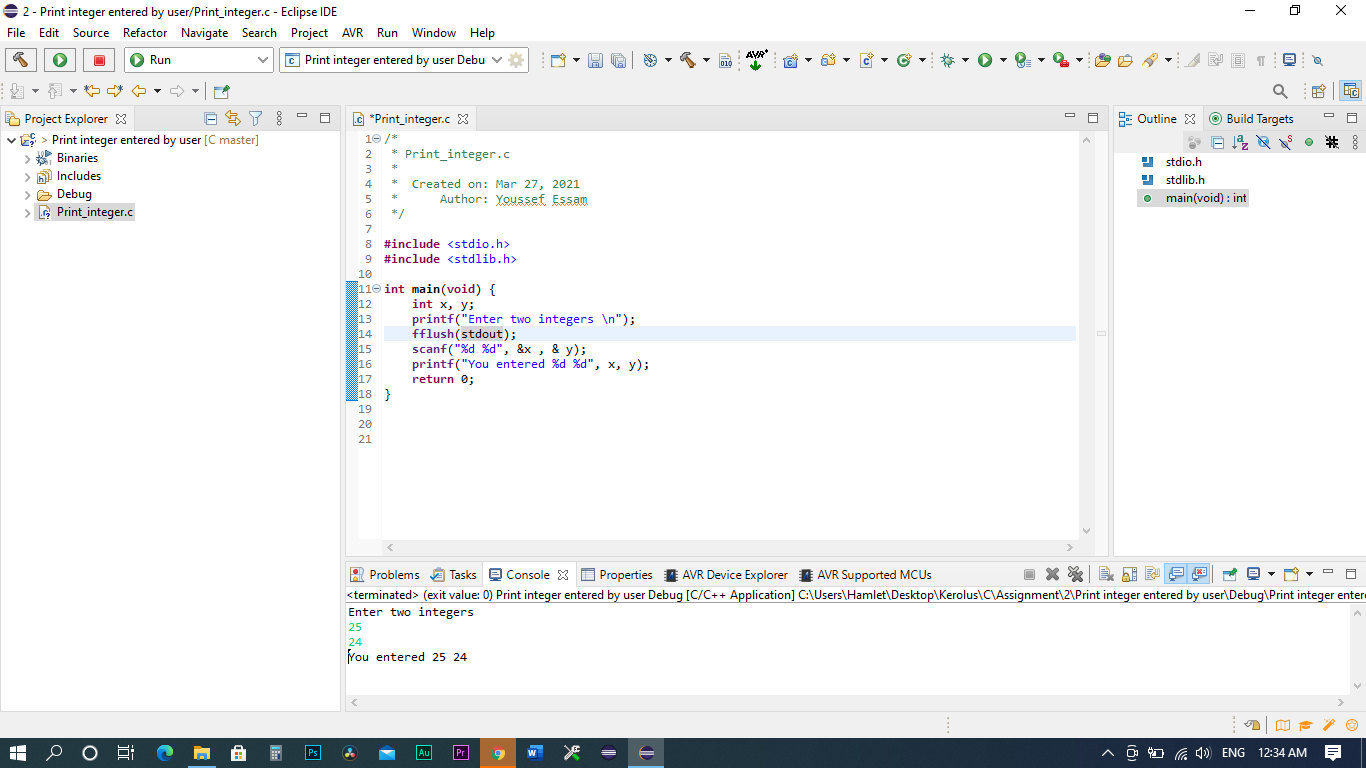 2 - Print integer entered by user/Print_integer.c - Eclipse IDE
File Edit Source Refactor Navigate Search Project AVR Run Window Help
Run
Print integer entered by user Debu
AVR
010
Project Explorer
> Print integer entered by user [C master]
Binaries
Includes
Debug
Print_integer.c
*Print_integer.c
1 /*
2  * Print_integer.c
3  *
4  *  Created on: Mar 27, 2021
5  *      Author: Youssef Essam
6  */
7
8 #include <stdio.h>
9 #include <stdlib.h>
10
11 int main(void) {
12     int x, y;
13     printf("Enter two integers \n");
14     fflush(stdout);
15     scanf("%d %d", &x , & y);
16     printf("You entered %d %d", x, y);
17     return 0;
18 }
19
20
21
Outline Build Targets
stdio.h
stdlib.h
main(void) : int
Problems Tasks Console Properties AVR Device Explorer AVR Supported MCUs
<terminated> (exit value: 0) Print integer entered by user Debug [C/C++ Application] C:\Users\Hamlet\Desktop\Kerolus\C\Assignment\2\Print integer entered by user\Debug\Print integer entere
Enter two integers
25
24
You entered 25 24
Ps Au Pr W ENG 12:34 AM